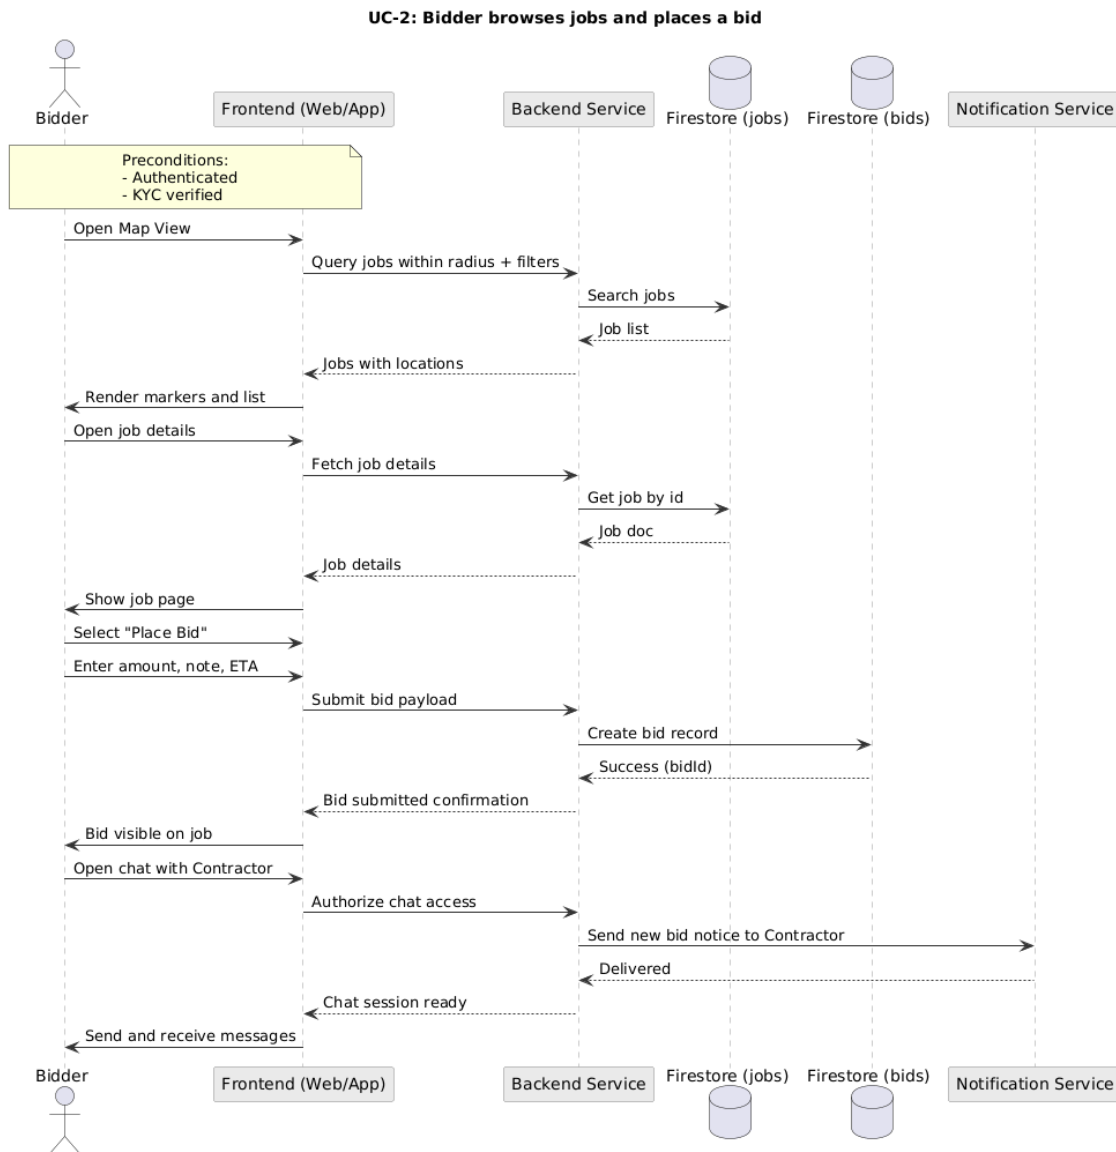 UC-2: Bidder browses jobs and places a bid
Bidder
Frontend (Web/App)
Backend Service
Firestore (jobs)
Firestore (bids)
Notification Service
Preconditions:
- Authenticated
- KYC verified
Open Map View
Query jobs within radius + filters
Search jobs
Job list
Jobs with locations
Render markers and list
Open job details
Fetch job details
Get job by id
Job doc
Job details
Show job page
Select "Place Bid"
Enter amount, note, ETA
Submit bid payload
Create bid record
Success (bidId)
Bid submitted confirmation
Bid visible on job
Open chat with Contractor
Authorize chat access
Send new bid notice to Contractor
Delivered
Chat session ready
Send and receive messages
Bidder
Frontend (Web/App)
Backend Service
Firestore (jobs)
Firestore (bids)
Notification Service